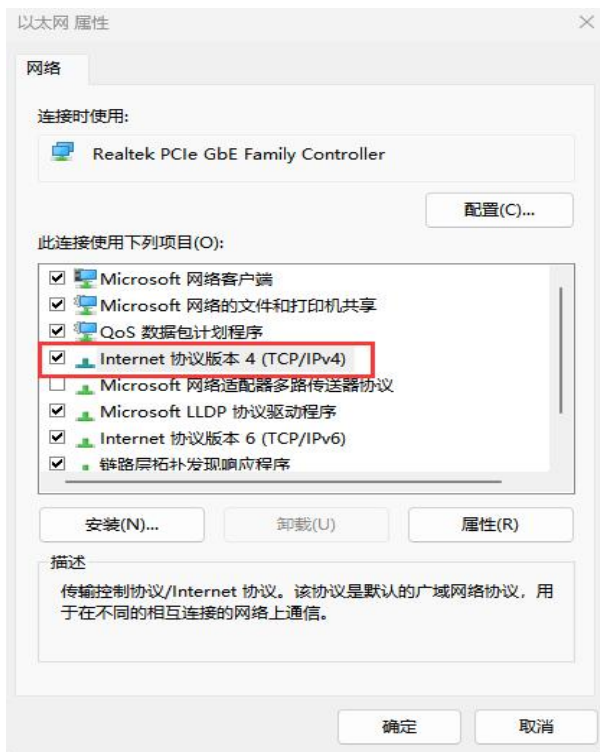 以太网 属性
网络
连接时使用:
Realtek PCIe GbE Family Controller
配置(C)...
此连接使用下列项目(O):
Microsoft 网络客户端
Microsoft 网络的文件和打印机共享
QoS 数据包计划程序
Internet 协议版本 4 (TCP/IPv4)
Microsoft 网络适配器多路传送器协议
Microsoft LLDP 协议驱动程序
Internet 协议版本 6 (TCP/IPv6)
链路层拓扑发现响应程序
安装(N)... 卸载(U) 属性(R)
描述
传输控制协议/Internet 协议。该协议是默认的广域网络协议，用
于在不同的相互连接的网络上通信。
确定 取消